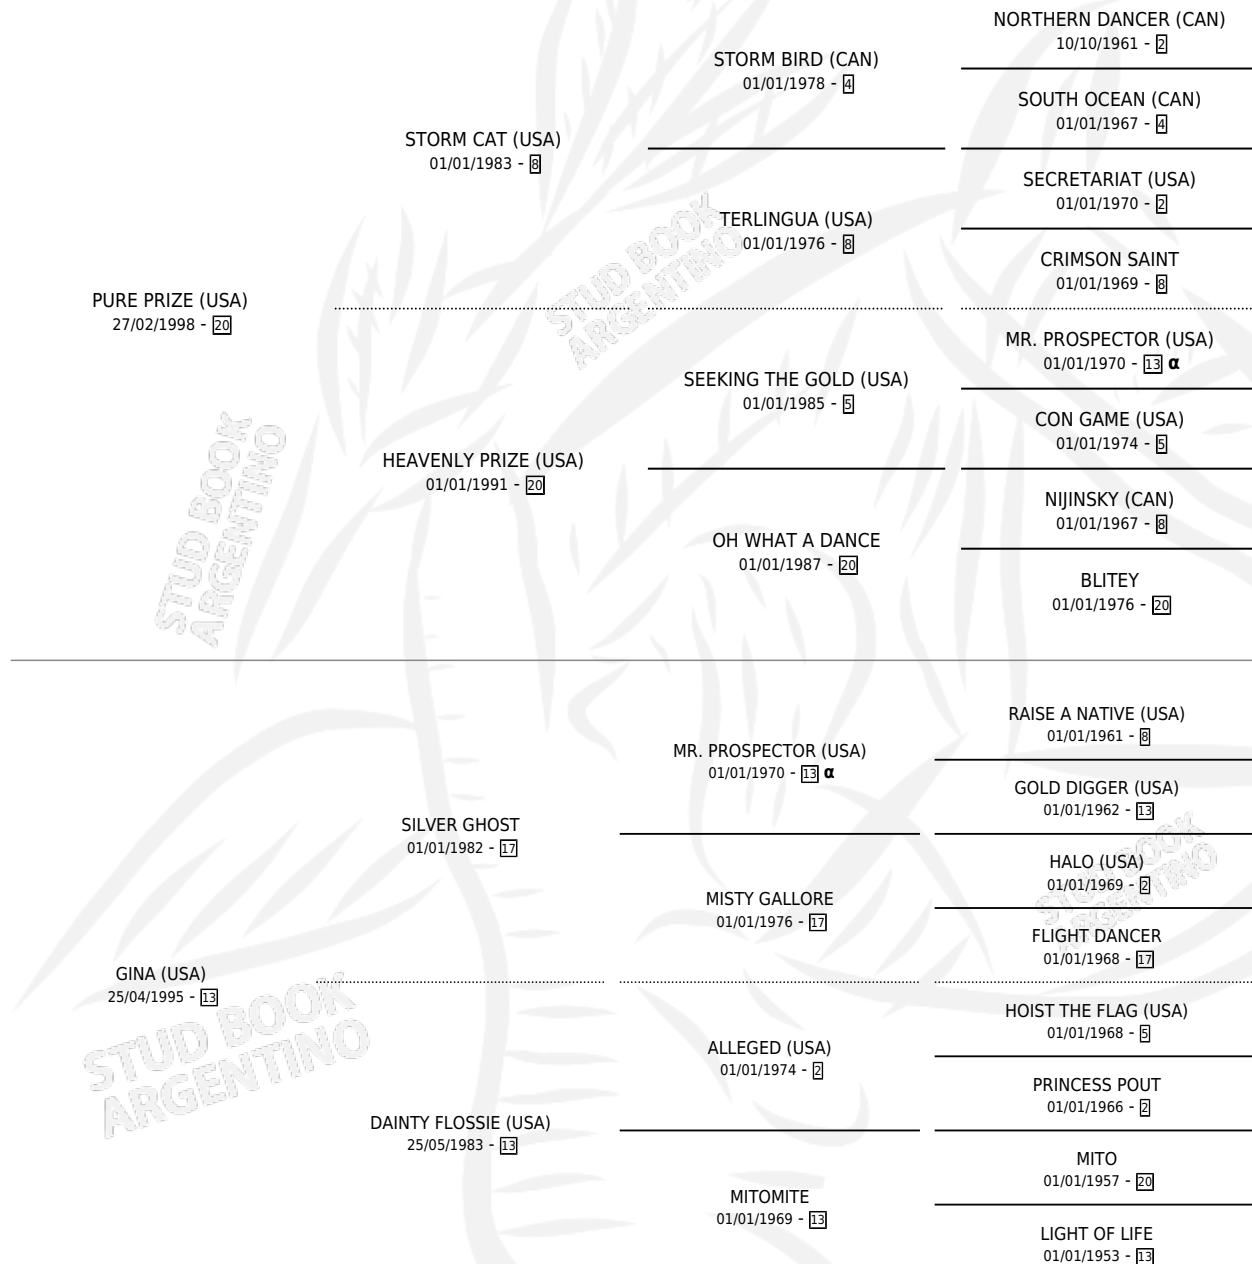 NORTHERN DANCER (CAN)
10/10/1961 - 2
STORM BIRD (CAN)
01/01/1978 - 4
SOUTH OCEAN (CAN)
01/01/1967 - 4
STORM CAT (USA)
01/01/1983 - 8
SECRETARIAT (USA)
01/01/1970 - 2
TERLINGUA (USA)
01/01/1976 - 8
CRIMSON SAINT
01/01/1969 - 8
PURE PRIZE (USA)
27/02/1998 - 20
MR. PROSPECTOR (USA)
01/01/1970 - 13 α
SEEKING THE GOLD (USA)
01/01/1985 - 5
CON GAME (USA)
01/01/1974 - 5
HEAVENLY PRIZE (USA)
01/01/1991 - 20
NIJINSKY (CAN)
01/01/1967 - 8
OH WHAT A DANCE
01/01/1987 - 20
BLITEY
01/01/1976 - 20
RAISE A NATIVE (USA)
01/01/1961 - 8
MR. PROSPECTOR (USA)
01/01/1970 - 13 α
GOLD DIGGER (USA)
01/01/1962 - 13
SILVER GHOST
01/01/1982 - 17
HALO (USA)
01/01/1969 - 2
MISTY GALLORE
01/01/1976 - 17
FLIGHT DANCER
01/01/1968 - 17
GINA (USA)
25/04/1995 - 13
HOIST THE FLAG (USA)
01/01/1968 - 5
ALLEGED (USA)
01/01/1974 - 2
PRINCESS POUT
01/01/1966 - 2
DAINTY FLOSSIE (USA)
25/05/1983 - 13
MITO
01/01/1957 - 20
MITOMITE
01/01/1969 - 13
LIGHT OF LIFE
01/01/1953 - 13
STUD BOOK
ARGENTINO
STUD BOOK
ARGENTINO
STUD BOOK
ARGENTINO
STUD BOOK
ARGENTINO